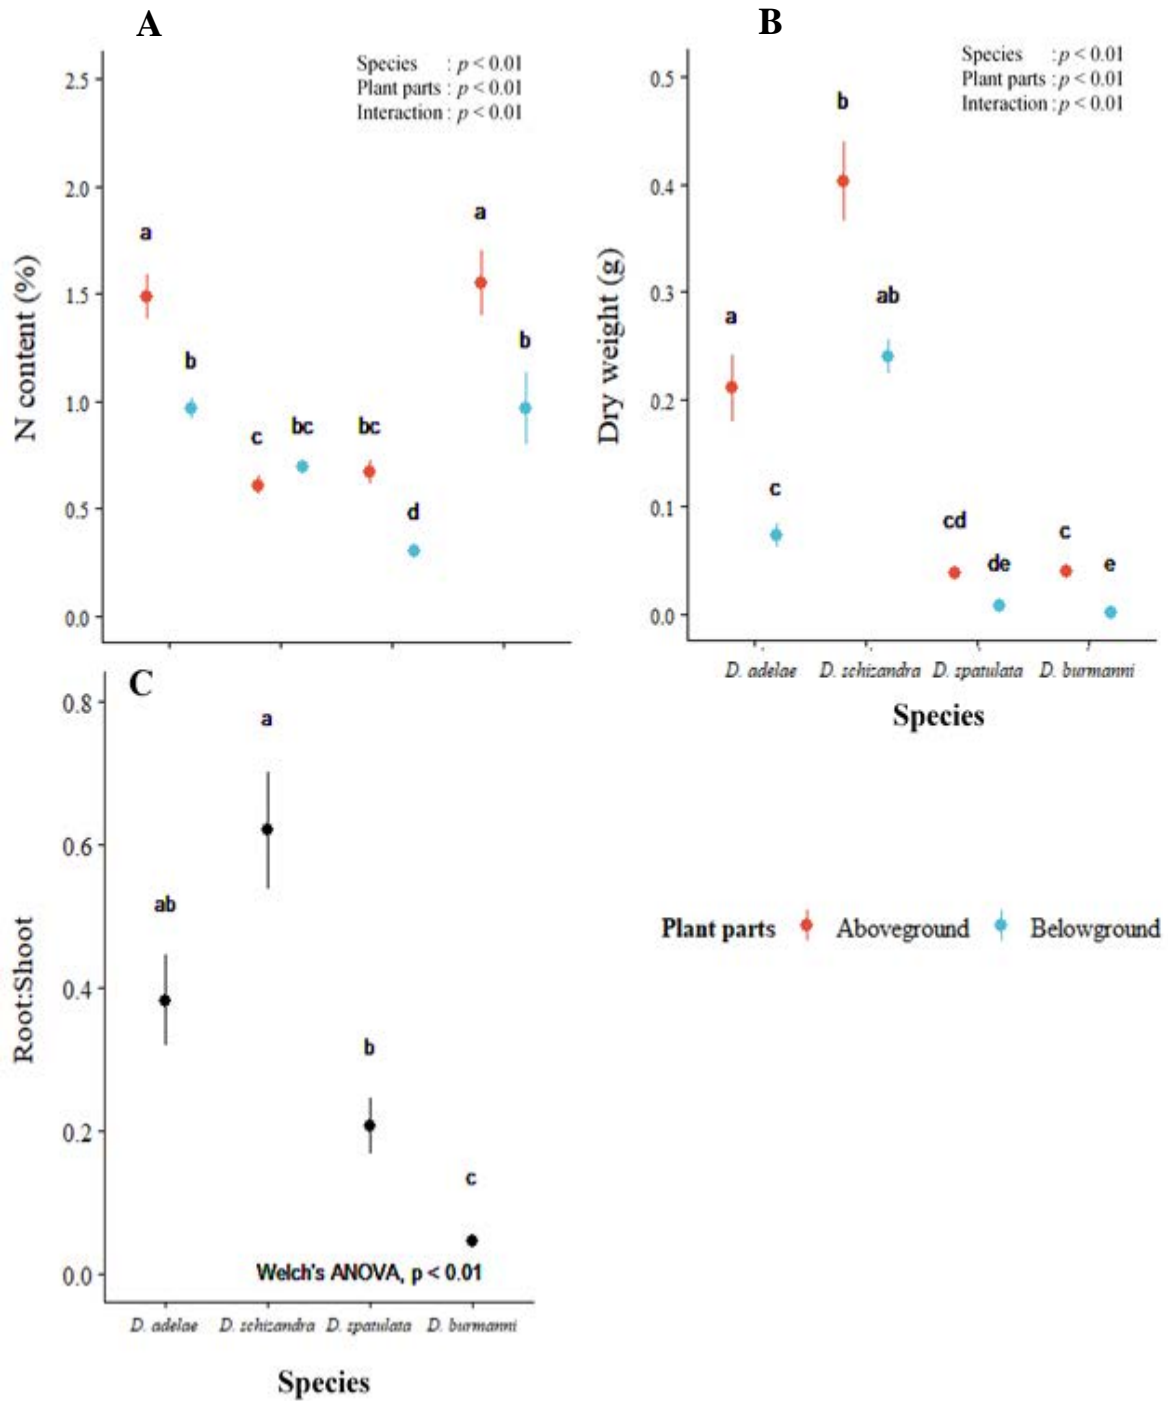 A
Species : p < 0.01
Plant parts : p < 0.01
Interaction : p < 0.01
N content (%)
2.5
2.0
1.5
1.0
0.5
0.0
a
b
c
bc
bc
d
a
b
B
Species : p < 0.01
Plant parts : p < 0.01
Interaction : p < 0.01
Dry weight (g)
0.5
0.4
0.3
0.2
0.1
0.0
a
c
b
ab
cd
de
c
e
D. adelae D. schizandra D. spatulata D. burmanni
Species
C
Root:Shoot
0.8
0.6
0.4
0.2
0.0
ab
a
b
c
Welch's ANOVA, p < 0.01
D. adelae D. schizandra D. spatulata D. burmanni
Species
Plant parts Aboveground Belowground